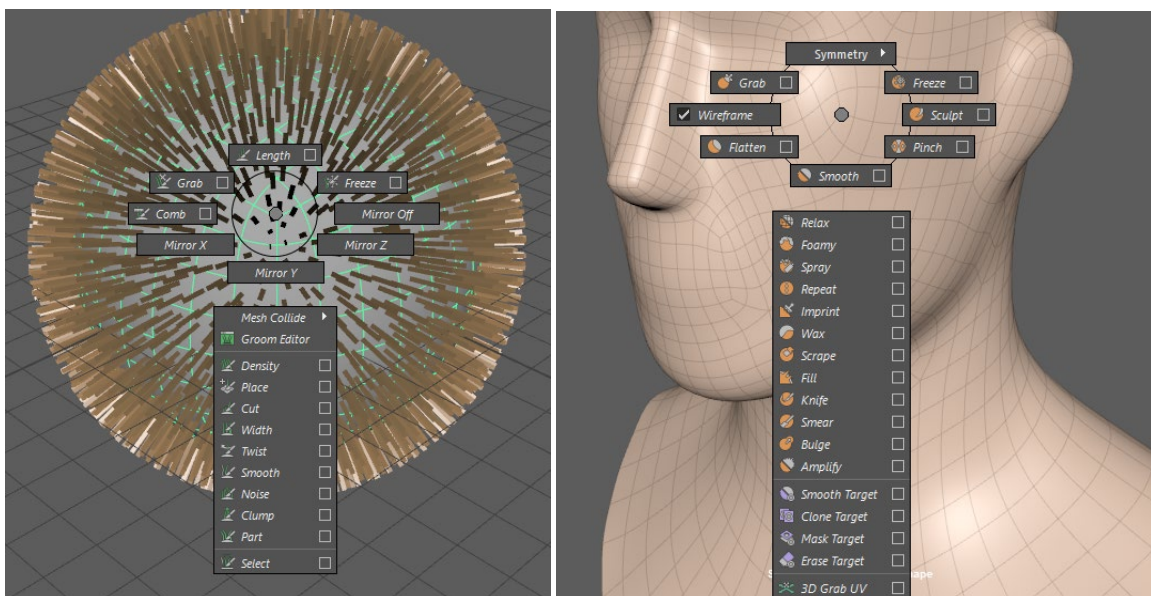 Length
Grab
Freeze
Comb
Mirror Off
Mirror X
Mirror Z
Mirror Y
Mesh Collide
Groom Editor
Density
Place
Cut
Width
Twist
Smooth
Noise
Clump
Part
Select
Symmetry
Grab
Freeze
Wireframe
Sculpt
Flatten
Pinch
Smooth
Relax
Foamy
Spray
Repeat
Imprint
Wax
Scrape
Fill
Knife
Smear
Bulge
Amplify
Smooth Target
Clone Target
Mask Target
Erase Target
3D Grab UV